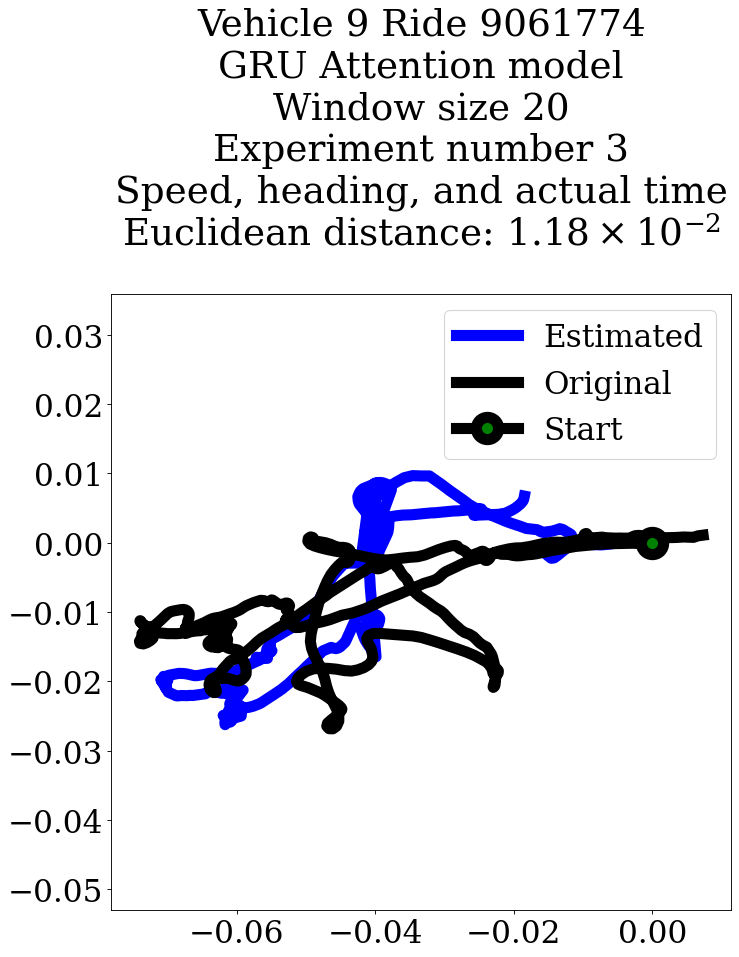 Vehicle 9 Ride 9061774
GRU Attention model
Window size 20
Experiment number 3
Speed, heading, and actual time
Euclidean distance: 1.18 × 10⁻²
Estimated
Original
Start
0.03
0.02
0.01
0.00
−0.01
−0.02
−0.03
−0.04
−0.05
−0.06
−0.04
−0.02
0.00